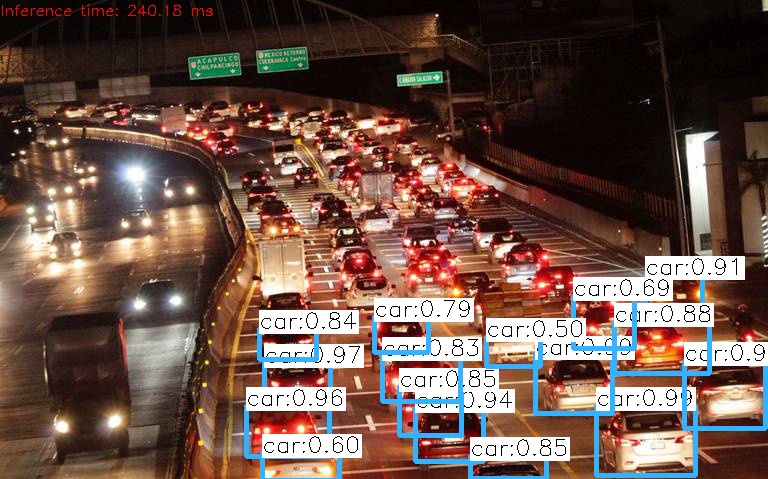 Inference time: 240.18 ms
ACAPULCO
CHILPANCINGO
MEXICO RETORNO
CUERNAVACA Centro
car:0.91
car:0.69
car:0.79
car:0.88
car:0.84
car:0.50
car:0.83
car:0.97
car:0.9
car:0.85
car:0.96
car:0.94
car:0.99
car:0.60
car:0.85